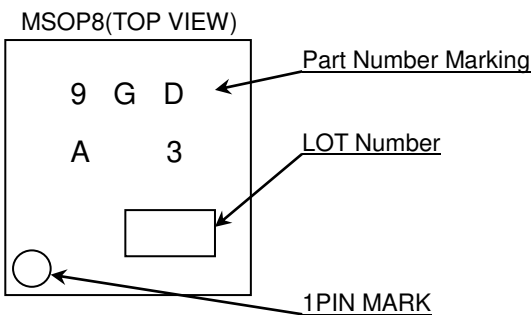 MSOP8(TOP VIEW)
Part Number Marking
9 G D
A 3
LOT Number
1PIN MARK